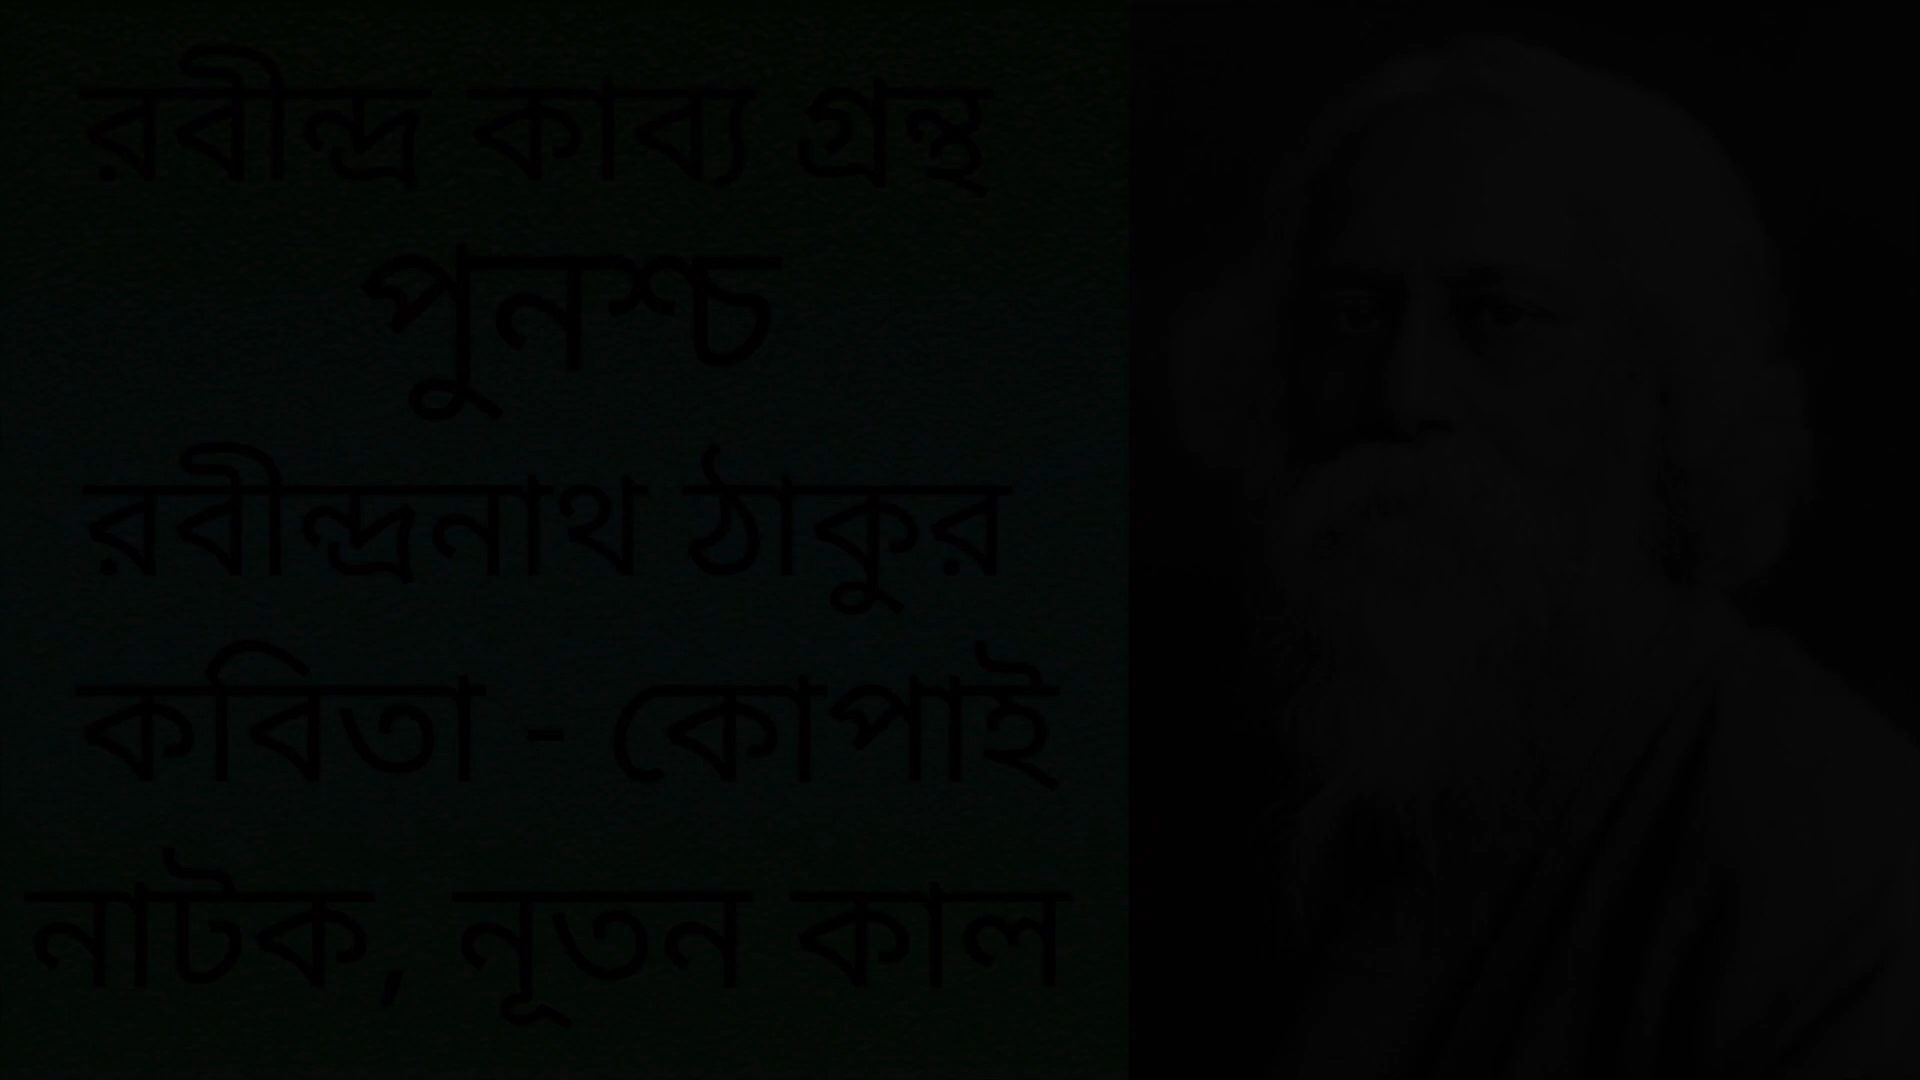 রবীন্দ্র কাব্য গ্রন্থ
পুনশ্চ
রবীন্দ্রনাথ ঠাকুর
কবিতা - কোপাই
নাটক, নূতন কাল